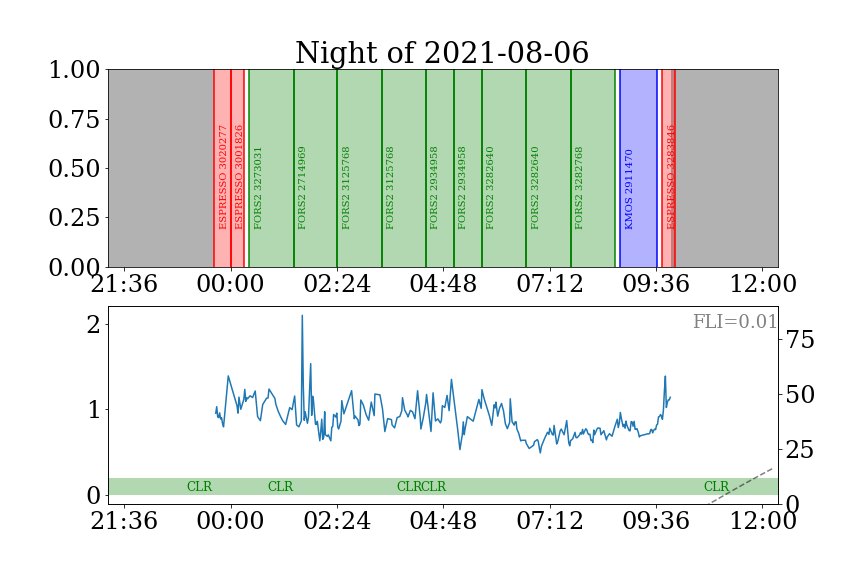 Night of 2021-08-06
1.00
0.75
0.50
0.25
0.00
ESPRESSO 3020277
ESPRESSO 3001826
FORS2 3273031
FORS2 2714969
FORS2 3125768
FORS2 3125768
FORS2 2934958
FORS2 2934958
FORS2 3282640
FORS2 3282640
FORS2 3282768
KMOS 2911470
ESPRESSO 3283846
21:36 00:00 02:24 04:48 07:12 09:36 12:00
FLI=0.01
2
1
0
75
50
25
0
CLR CLR CLR CLR CLR
21:36 00:00 02:24 04:48 07:12 09:36 12:00